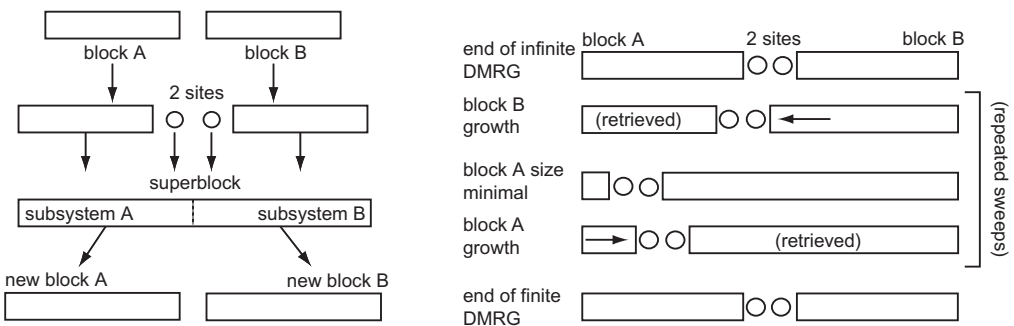 block A
block B
2 sites
superblock
subsystem A
subsystem B
new block A
new block B
end of infinite
DMRG
block A
2 sites
block B
block B
growth
(retrieved)
block A size
minimal
block A
growth
(retrieved)
end of finite
DMRG
(repeated sweeps)